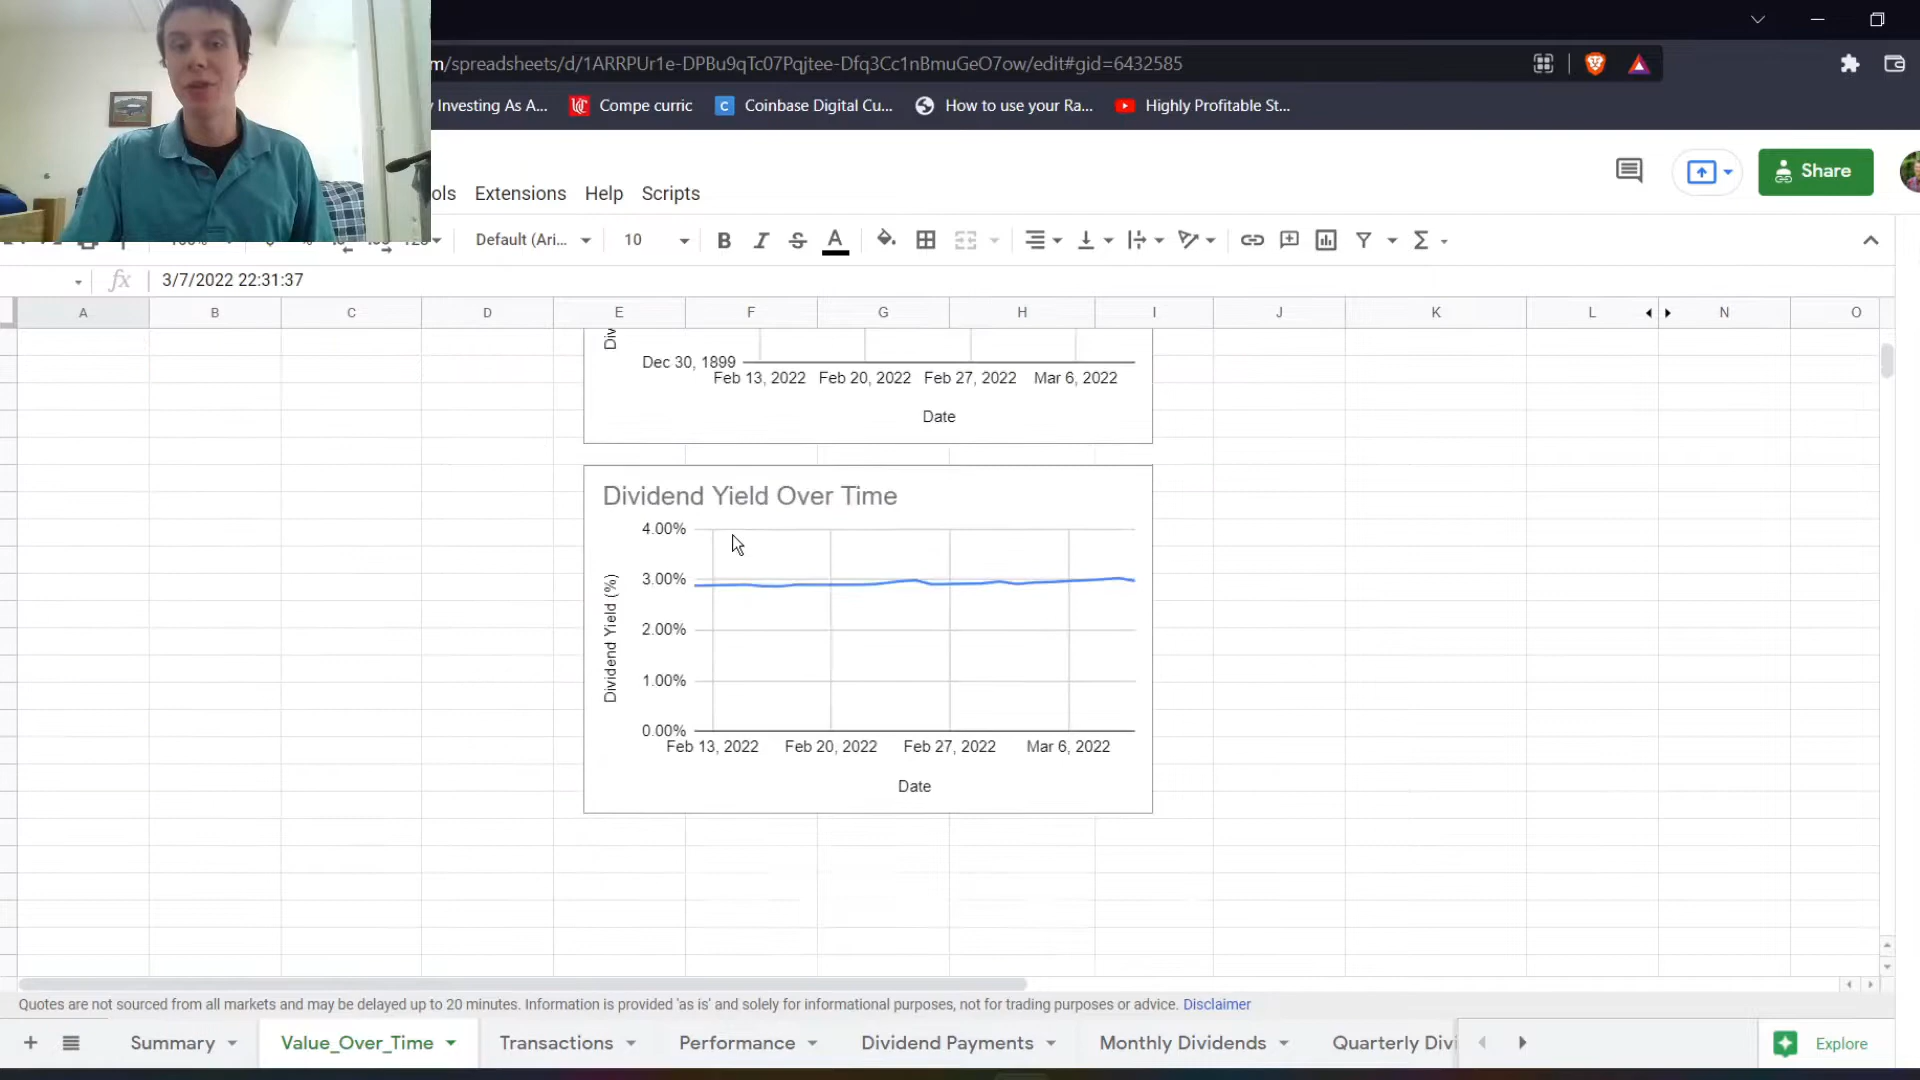 m/spreadsheets/d/1ARRPUr1e-DPBu9qTc07Pqjtee-Dfq3Cc1nBmuGeO7ow/edit#gid=6432585
Investing As A... Compe curric Coinbase Digital Cu... How to use your Ra... Highly Profitable St...
Share
ols Extensions Help Scripts
Default (Ari... 10
3/7/2022 22:31:37
A B C D E F G H I J K L N O
Dec 30, 1899
Feb 13, 2022 Feb 20, 2022 Feb 27, 2022 Mar 6, 2022
Date
Dividend Yield Over Time
4.00%
3.00%
2.00%
1.00%
0.00%
Dividend Yield (%)
Feb 13, 2022 Feb 20, 2022 Feb 27, 2022 Mar 6, 2022
Date
Quotes are not sourced from all markets and may be delayed up to 20 minutes. Information is provided 'as is' and solely for informational purposes, not for trading purposes or advice. Disclaimer
Summary Value_Over_Time Transactions Performance Dividend Payments Monthly Dividends Quarterly Divi Explore